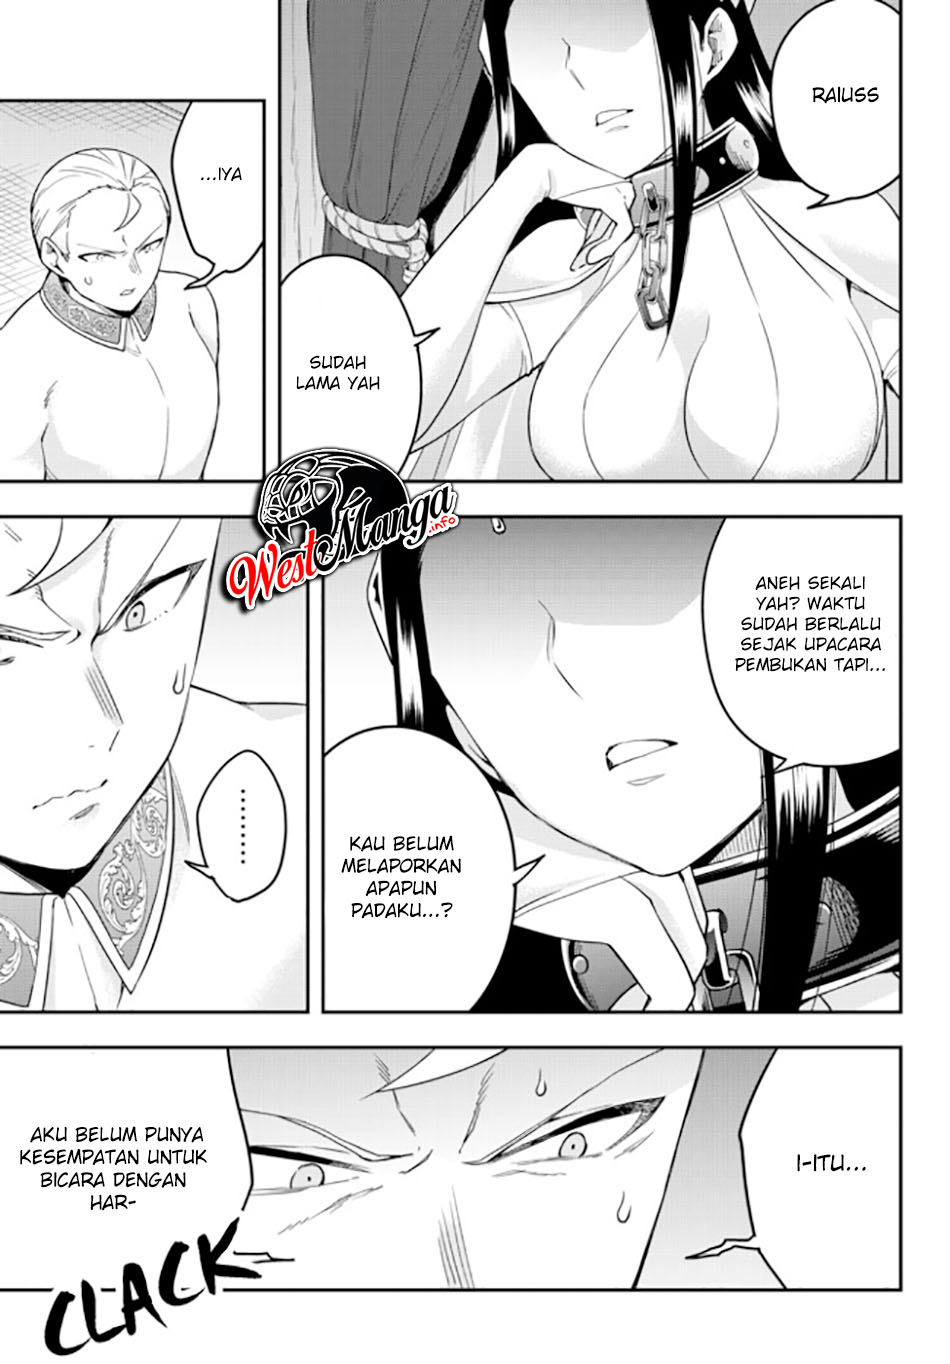 RAIUSS
SUDAH
LAMA YAH
...IYA
ANEH SEKALI
YAH? WAKTU
SUDAH BERLALU
SEJAK UPACARA
PEMBUKAN TAPI...
KAU BELUM
MELAPORKAN
APAPUN
PADAKU...?
.........
WestManga
.info
I-ITU...
AKU BELUM PUNYA
KESEMPATAN UNTUK
BICARA DENGAN
HAR-
CLACK